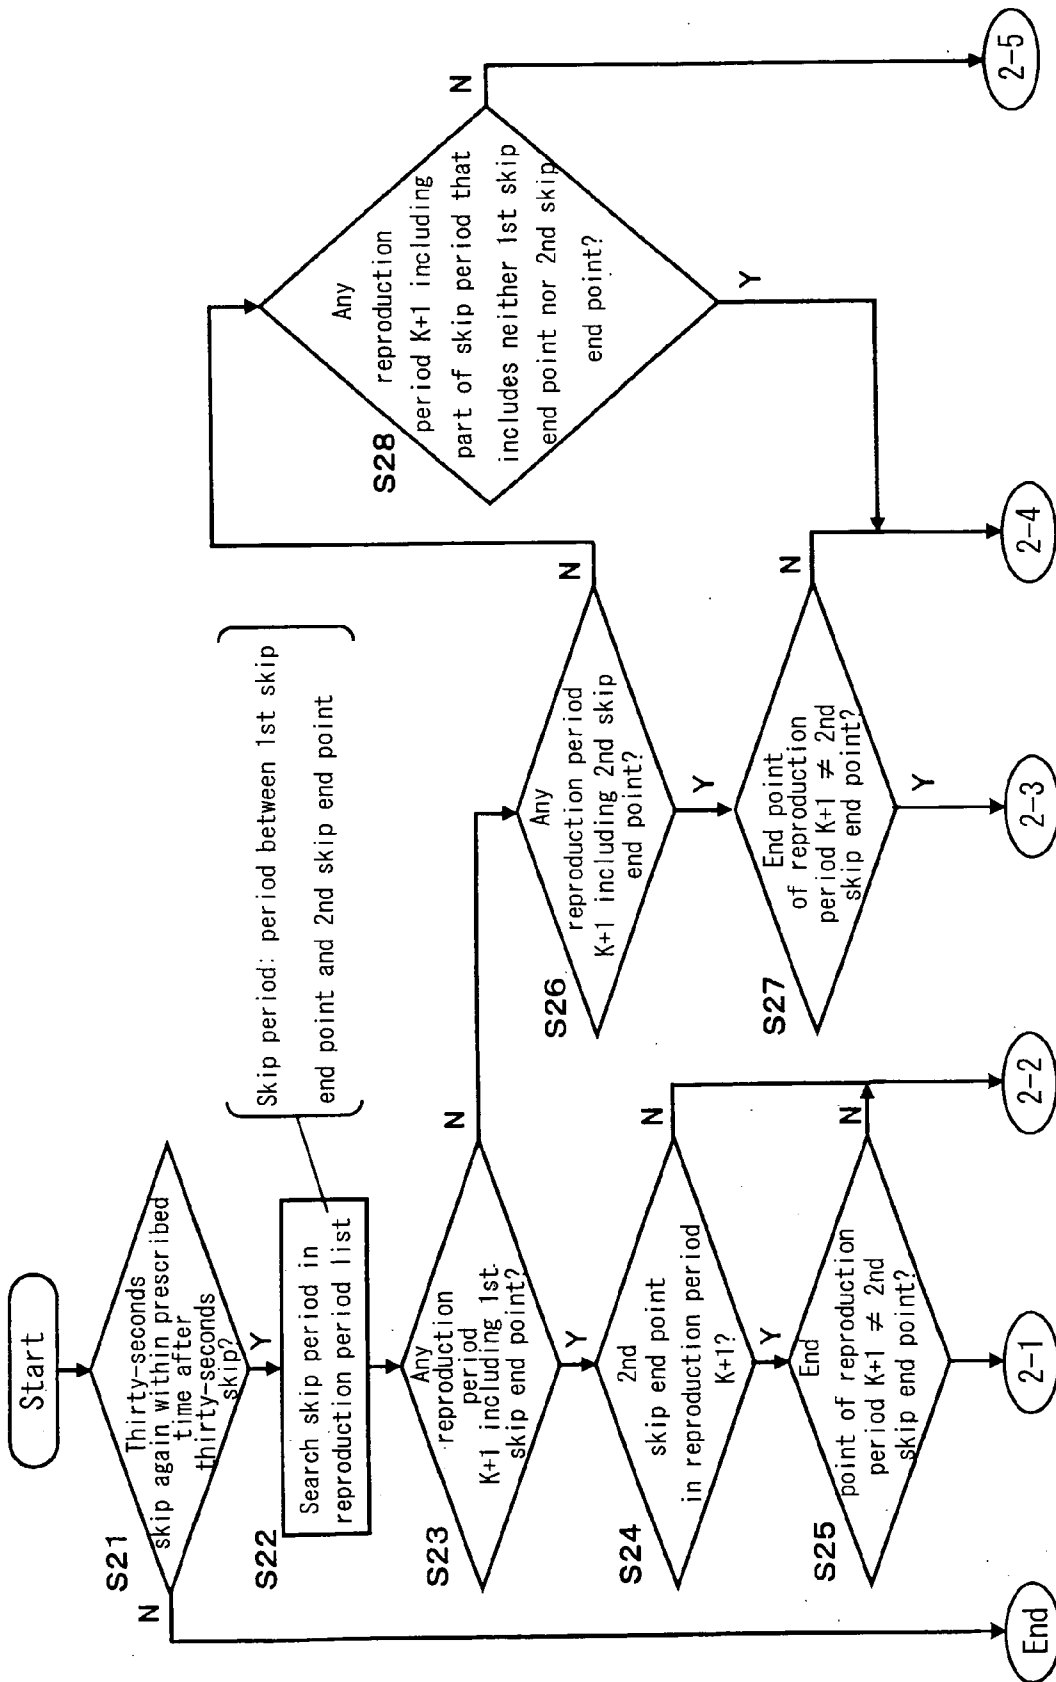 Start
S21
Thirty-seconds
skip again within prescribed
time after
thirty-seconds
skip?
N
Y
S22
Search skip period in
reproduction period list
Skip period: period between 1st skip
end point and 2nd skip end point
S23
Any
reproduction
period
K+1 including 1st
skip end point?
N
Y
S24
2nd
skip end point
in reproduction period
K+1?
N
Y
S25
End
point of reproduction
period K+1 ≠ 2nd
skip end point?
N
S26
Any
reproduction period
K+1 including 2nd skip
end point?
N
Y
S27
End point
of reproduction
period K+1 ≠ 2nd
skip end point?
N
Y
S28
Any
reproduction
period K+1 including
part of skip period that
includes neither 1st skip
end point nor 2nd skip
end point?
N
Y
End
2-1
2-2
2-3
2-4
2-5